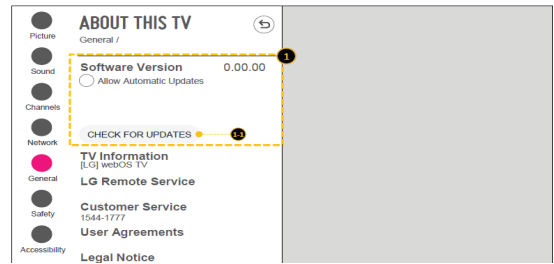 Picture
Sound
Channels
Network
General
Safety
Accessibility
ABOUT THIS TV
General /
1
Software Version 0.00.00
Allow Automatic Updates
CHECK FOR UPDATES 1-1
TV Information
[LG] webOS TV
LG Remote Service
Customer Service
1544-1777
User Agreements
Legal Notice